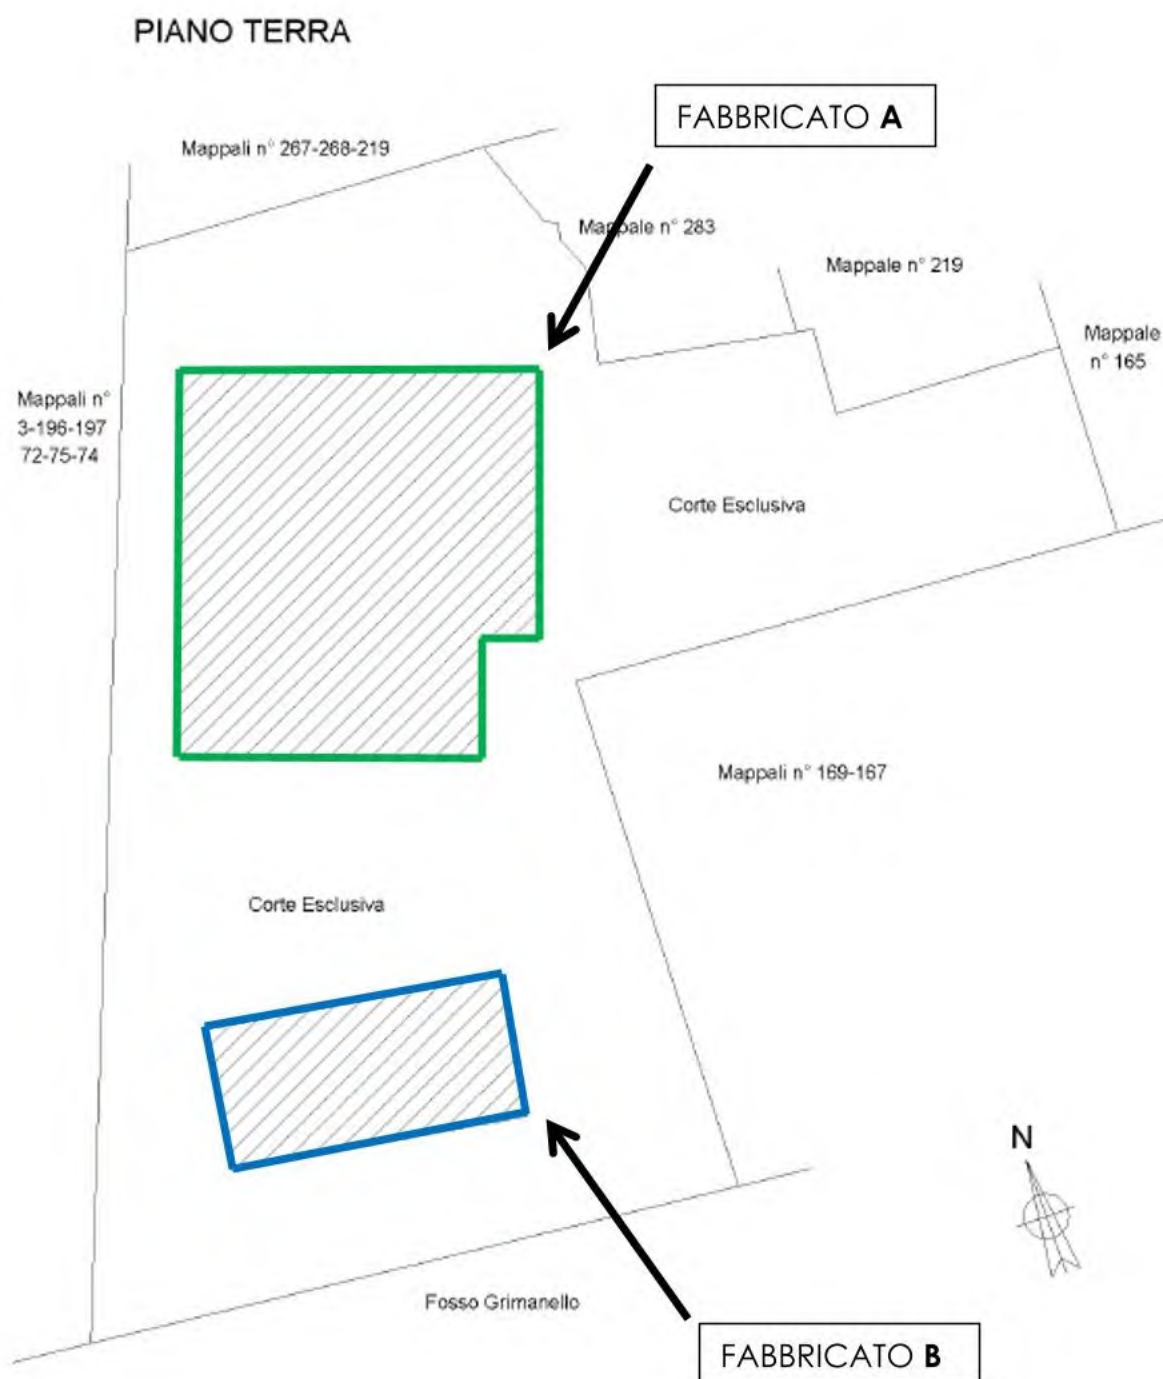 PIANO TERRA
FABBRICATO A
Mappali n° 267-268-219
Mappale n° 283
Mappale n° 219
Mappale
n° 165
Mappali n°
3-196-197
72-75-74
Corte Esclusiva
Mappali n° 169-167
Corte Esclusiva
N
Fosso Grimanello
FABBRICATO B